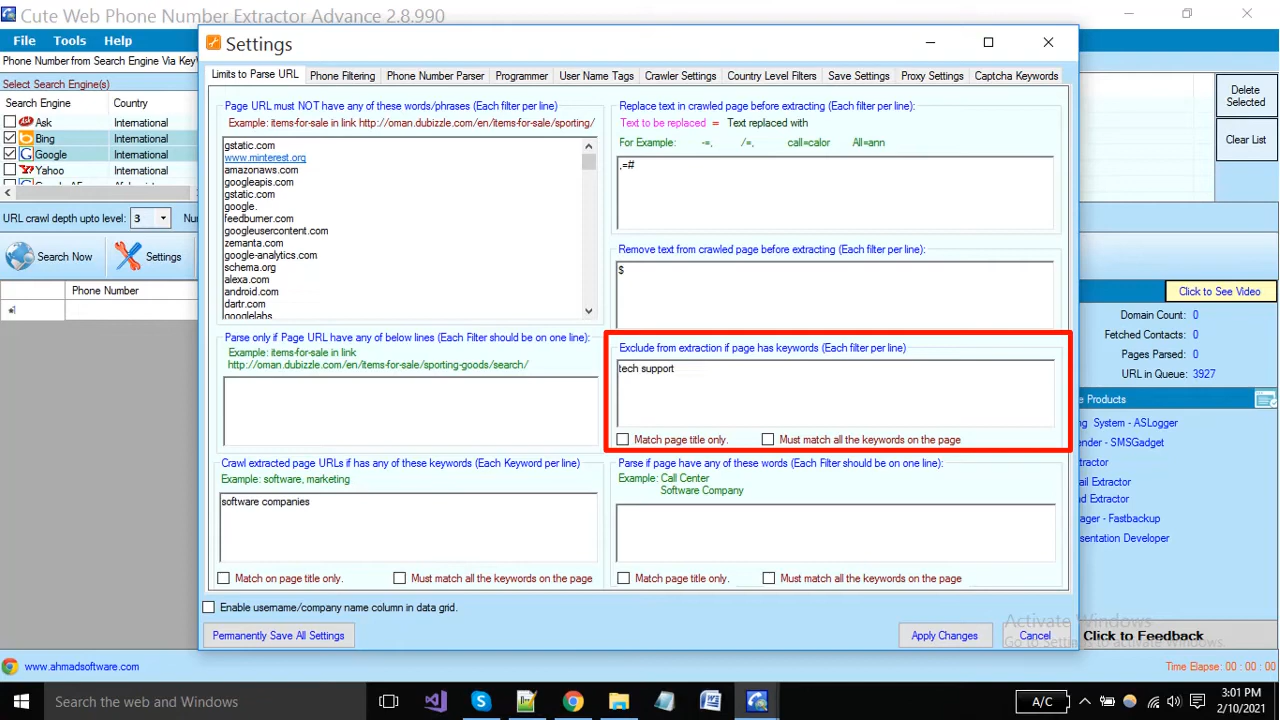 Cute Web Phone Number Extractor Advance 2.8.990
File Tools Help
Phone Number from Search Engine Via Key
Select Search Engine(s)
Search Engine Country
Ask International
Bing International
Google International
Yahoo International
URL crawl depth upto level: 3
Search Now Settings
Phone Number
Settings
Limits to Parse URL Phone Filtering Phone Number Parser Programmer User Name Tags Crawler Settings Country Level Filters Save Settings Proxy Settings Captcha Keywords
Page URL must NOT have any of these words/phrases (Each filter per line)
Example: items-for-sale in link http://oman.dubizzle.com/en/items-for-sale/sporting/
gstatic.com
www.minterest.org
amazonaws.com
googleapis.com
gstatic.com
google.
feedburner.com
googleusercontent.com
zemanta.com
google-analytics.com
schema.org
alexa.com
android.com
dartr.com
googlelabs
Parse only if Page URL have any of below lines (Each Filter should be on one line):
Example: items-for-sale in link
http://oman.dubizzle.com/en/items-for-sale/sporting-goods/search/
Crawl extracted page URLs if has any of these keywords (Each Keyword per line)
Example: software, marketing
software companies
Match on page title only. Must match all the keywords on the page
Replace text in crawled page before extracting (Each filter per line):
Text to be replaced = Text replaced with
For Example: -=, /=, call=calor All=ann
,=#
Remove text from crawled page before extracting (Each filter per line):
$
Exclude from extraction if page has keywords (Each filter per line)
tech support
Match page title only. Must match all the keywords on the page
Parse if page have any of these words (Each Filter should be on one line):
Example: Call Center
Software Company
Match page title only. Must match all the keywords on the page
Enable username/company name column in data grid.
Permanently Save All Settings Apply Changes Cancel
Delete
Selected
Clear List
Click to See Video
Domain Count: 0
Fetched Contacts: 0
Pages Parsed: 0
URL in Queue: 3927
Products
System - ASLogger
- SMSGadget
Extractor
- Fastbackup
Developer
Activate Windows
Go to Settings to activate Windows.
Click to Feedback
www.ahmadsoftware.com
Time Elapse: 00 : 00 : 00
Search the web and Windows
A/C
3:01 PM
2/10/2021